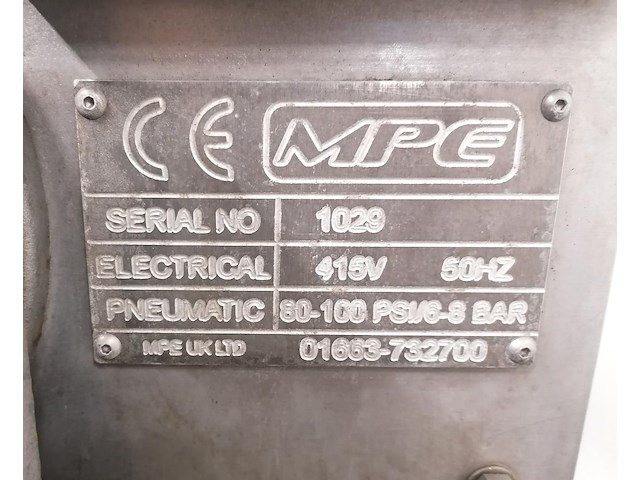 CE MPE
SERIAL NO 1029
ELECTRICAL 415V 50HZ
PNEUMATIC 80-100 PSI/6-8 BAR
MPE UK LTD 01663-732700